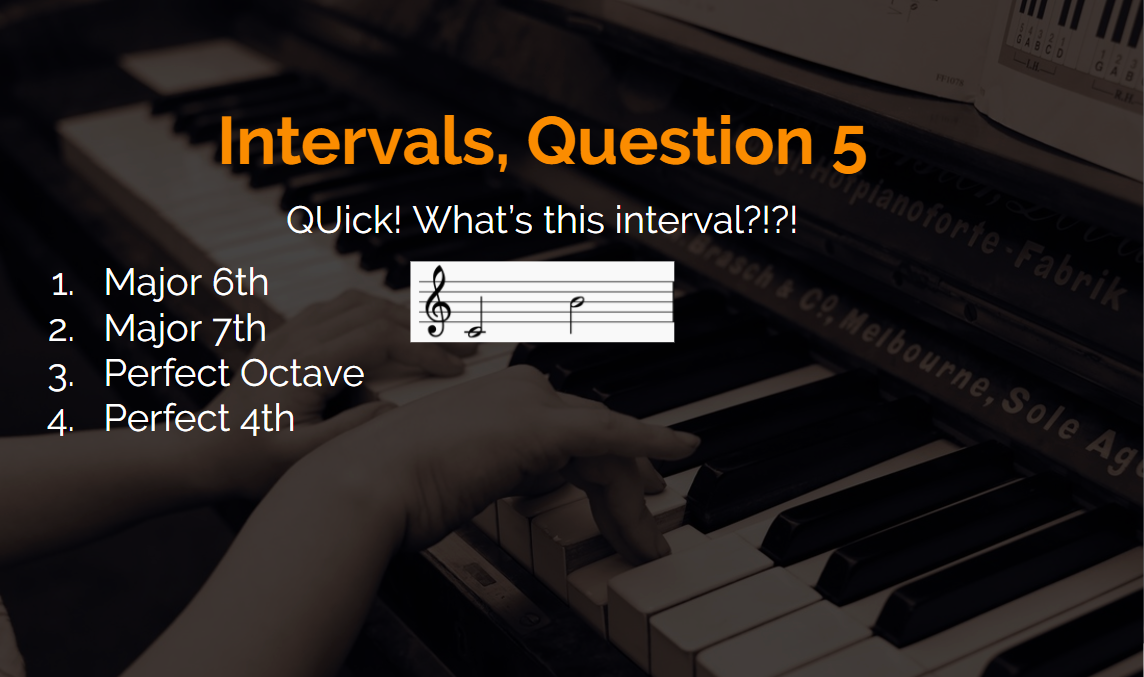 Intervals, Question 5
QUick! What’s this interval?!?!
1. Major 6th
2. Major 7th
3. Perfect Octave
4. Perfect 4th
G A B C D
L.H.
G A B
R.H.
Hofpianoforte-Fabrik
Brasch & Co., Melbourne, Sole Ag